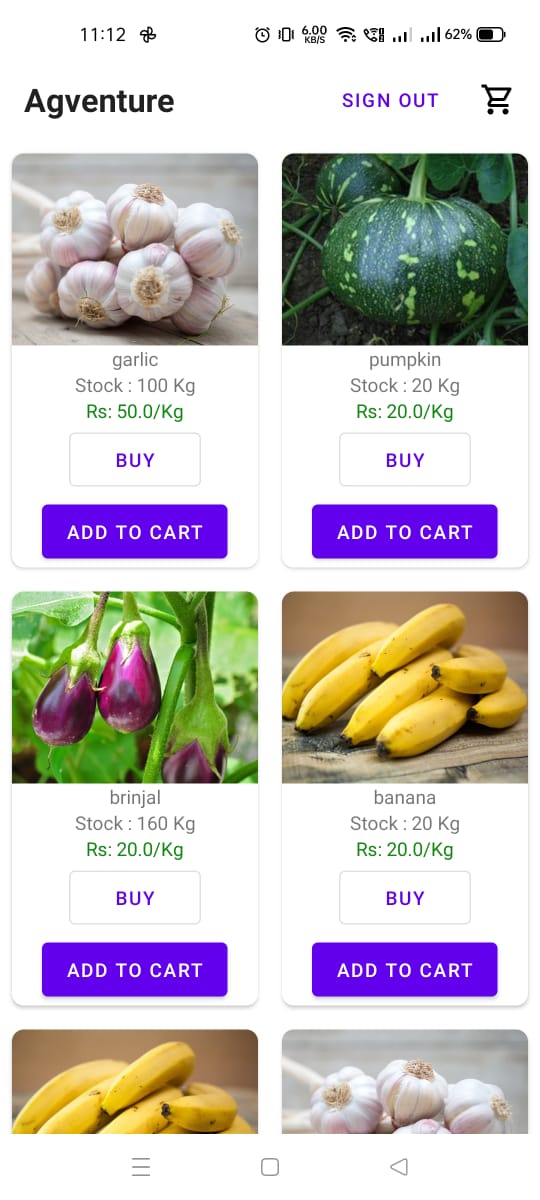 11:12 6.00 KB/S 62%
Agventure SIGN OUT
garlic
Stock : 100 Kg
Rs: 50.0/Kg
BUY
ADD TO CART
pumpkin
Stock : 20 Kg
Rs: 20.0/Kg
BUY
ADD TO CART
brinjal
Stock : 160 Kg
Rs: 20.0/Kg
BUY
ADD TO CART
banana
Stock : 20 Kg
Rs: 20.0/Kg
BUY
ADD TO CART